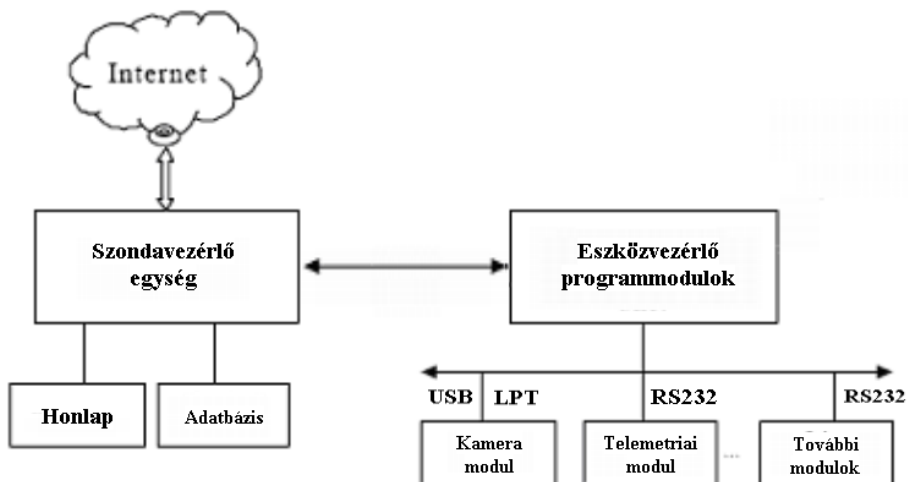 Internet
Szondavezérlő
egység
Eszközvezérlő
programmodulok
Honlap
Adatbázis
USB LPT RS232 RS232
Kamera
modul
Telemetriai
modul
...
További
modulok